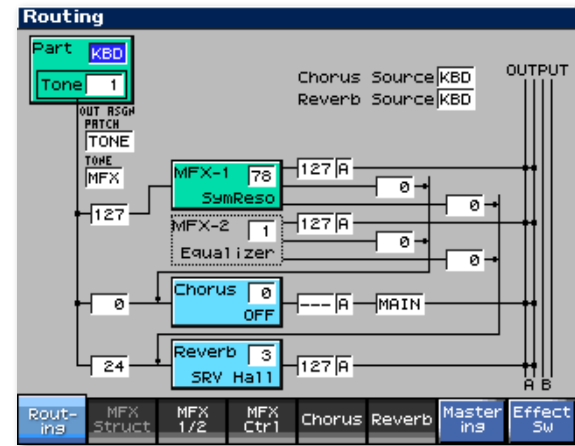 Routing
Part KBD
Tone 1
Chorus Source KBD
Reverb Source KBD
OUTPUT
OUT ASGN
PATCH
TONE
TONE
MFX
127
MFX-1 78
SymReso
127 A
0
0
MFX-2 1
Equalizer
127 A
0
0
0
Chorus 0
OFF
--- A
MAIN
24
Reverb 3
SRV Hall
127 A
A B
Rout-
ing
MFX
Struct
MFX
1/2
MFX
Ctrl
Chorus
Reverb
Master
ing
Effect
Sw